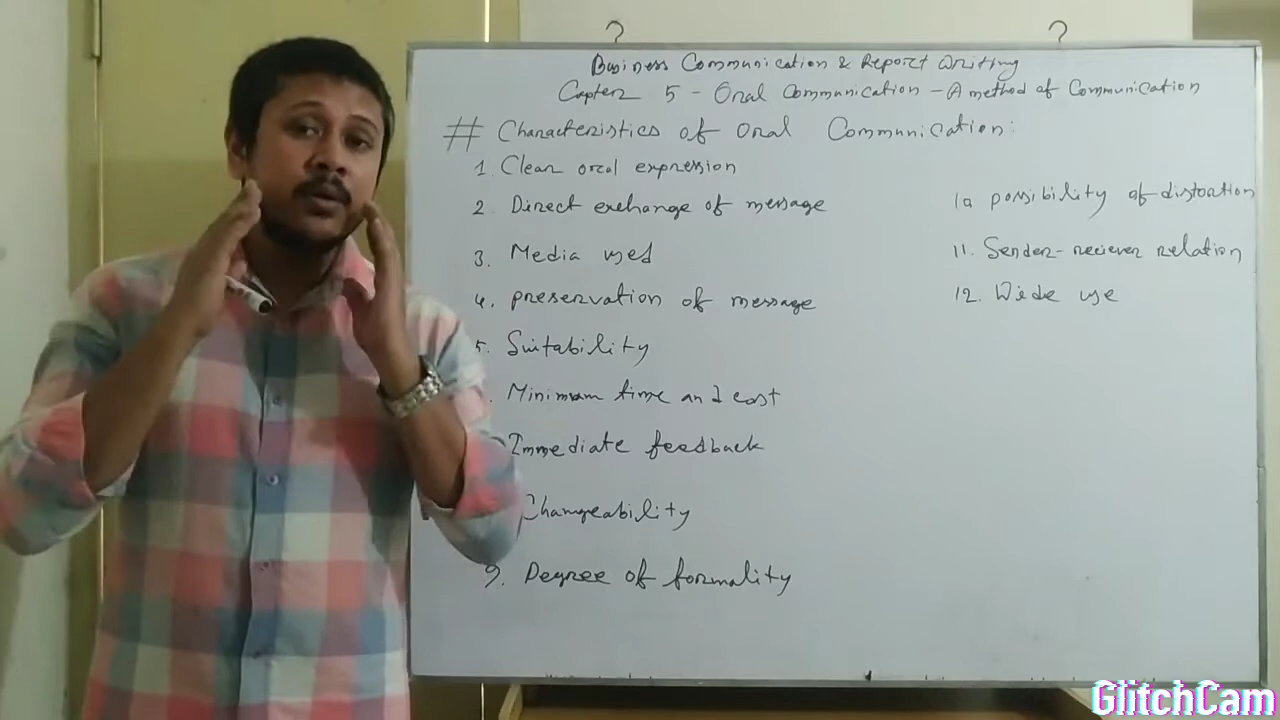 Business Communication & Report Writing
Capter 5 - Oral Communication - A method of Communication
# Characteristics of Oral Communication:
1. Clear oral expression
2. Direct exchange of message
3. Media used
4. preservation of message
5. Suitability
. Minimum time and cost
Immediate feedback
Changeability
9. Degree of formality
10 possibility of distortion
11. Sender-reciever relation
12. Wide use
GlitchCam